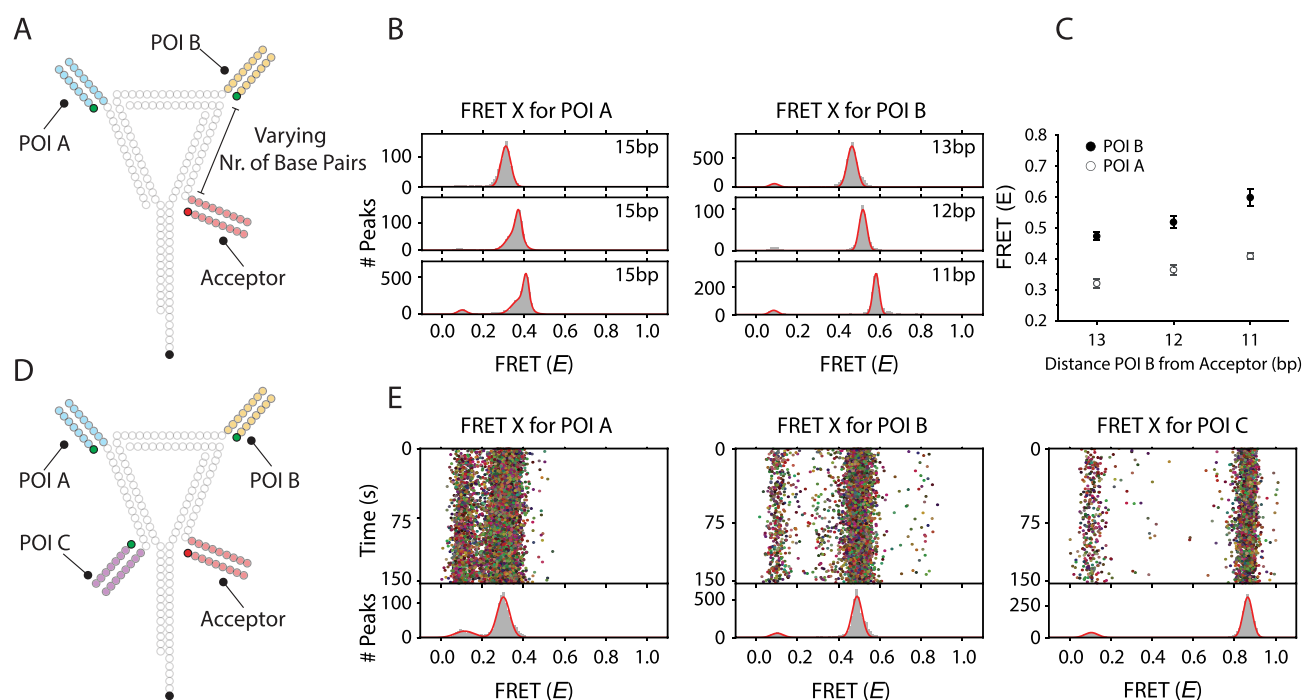 A
POI B
POI A
Varying
Nr. of Base Pairs
Acceptor
B
FRET X for POI A
FRET X for POI B
# Peaks
100
0
15bp
100
0
15bp
500
0
15bp
0.0 0.2 0.4 0.6 0.8 1.0
FRET (E)
500
0
13bp
100
0
12bp
200
0
11bp
0.0 0.2 0.4 0.6 0.8 1.0
FRET (E)
C
FRET (E)
0.8
0.7
0.6
0.5
0.4
0.3
0.2
POI B
POI A
13 12 11
Distance POI B from Acceptor (bp)
D
POI A
POI B
POI C
Acceptor
E
FRET X for POI A
FRET X for POI B
FRET X for POI C
Time (s)
0
75
150
# Peaks
100
0
0.0 0.2 0.4 0.6 0.8 1.0
FRET (E)
0
75
150
500
0
0.0 0.2 0.4 0.6 0.8 1.0
FRET (E)
0
75
150
250
0
0.0 0.2 0.4 0.6 0.8 1.0
FRET (E)